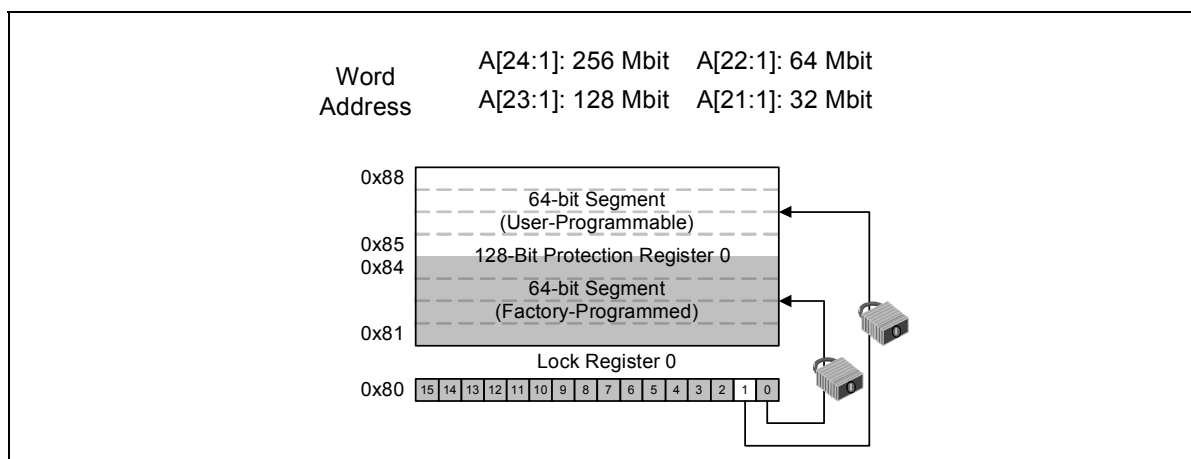 Word
Address
A[24:1]: 256 Mbit A[22:1]: 64 Mbit
A[23:1]: 128 Mbit A[21:1]: 32 Mbit
0x88
64-bit Segment
(User-Programmable)
0x85
128-Bit Protection Register 0
0x84
64-bit Segment
(Factory-Programmed)
0x81
Lock Register 0
0x80 15 14 13 12 11 10 9 8 7 6 5 4 3 2 1 0